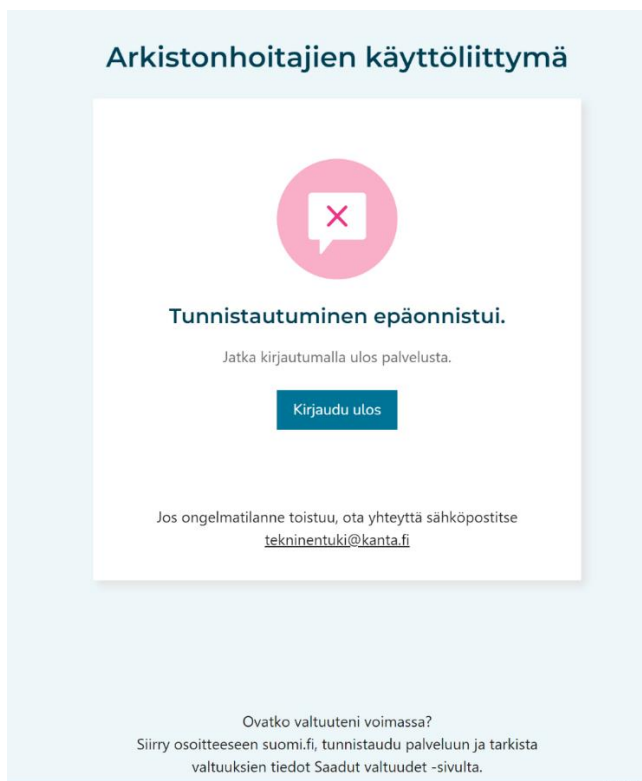 Arkistonhoitajien käyttöliittymä
Tunnistautuminen epäonnistui.
Jatka kirjautumalla ulos palvelusta.
Kirjaudu ulos
Jos ongelmatilanne toistuu, ota yhteyttä sähköpostitse
tekninentuki@kanta.fi
Ovatko valtuuteni voimassa?
Siirry osoitteeseen suomi.fi, tunnistaudu palveluun ja tarkista
valtuuksien tiedot Saadut valtuudet -sivulta.